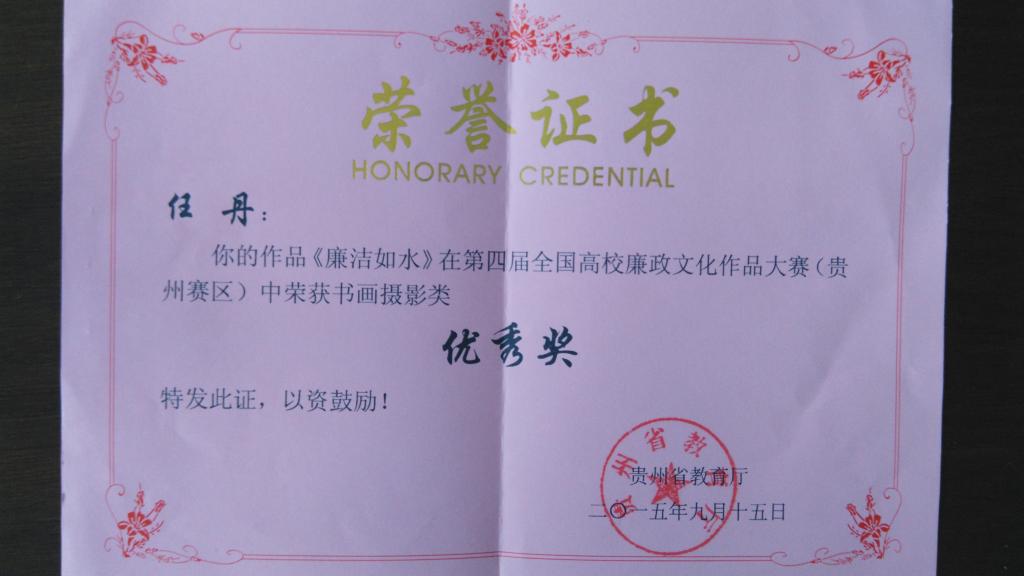 荣誉证书
HONORARY CREDENTIAL
任丹：
你的作品《廉洁如水》在第四届全国高校廉政文化作品大赛（贵
州赛区）中荣获书画摄影类
优秀奖
特发此证，以资鼓励！
贵州省教育厅
二〇一五年九月十五日